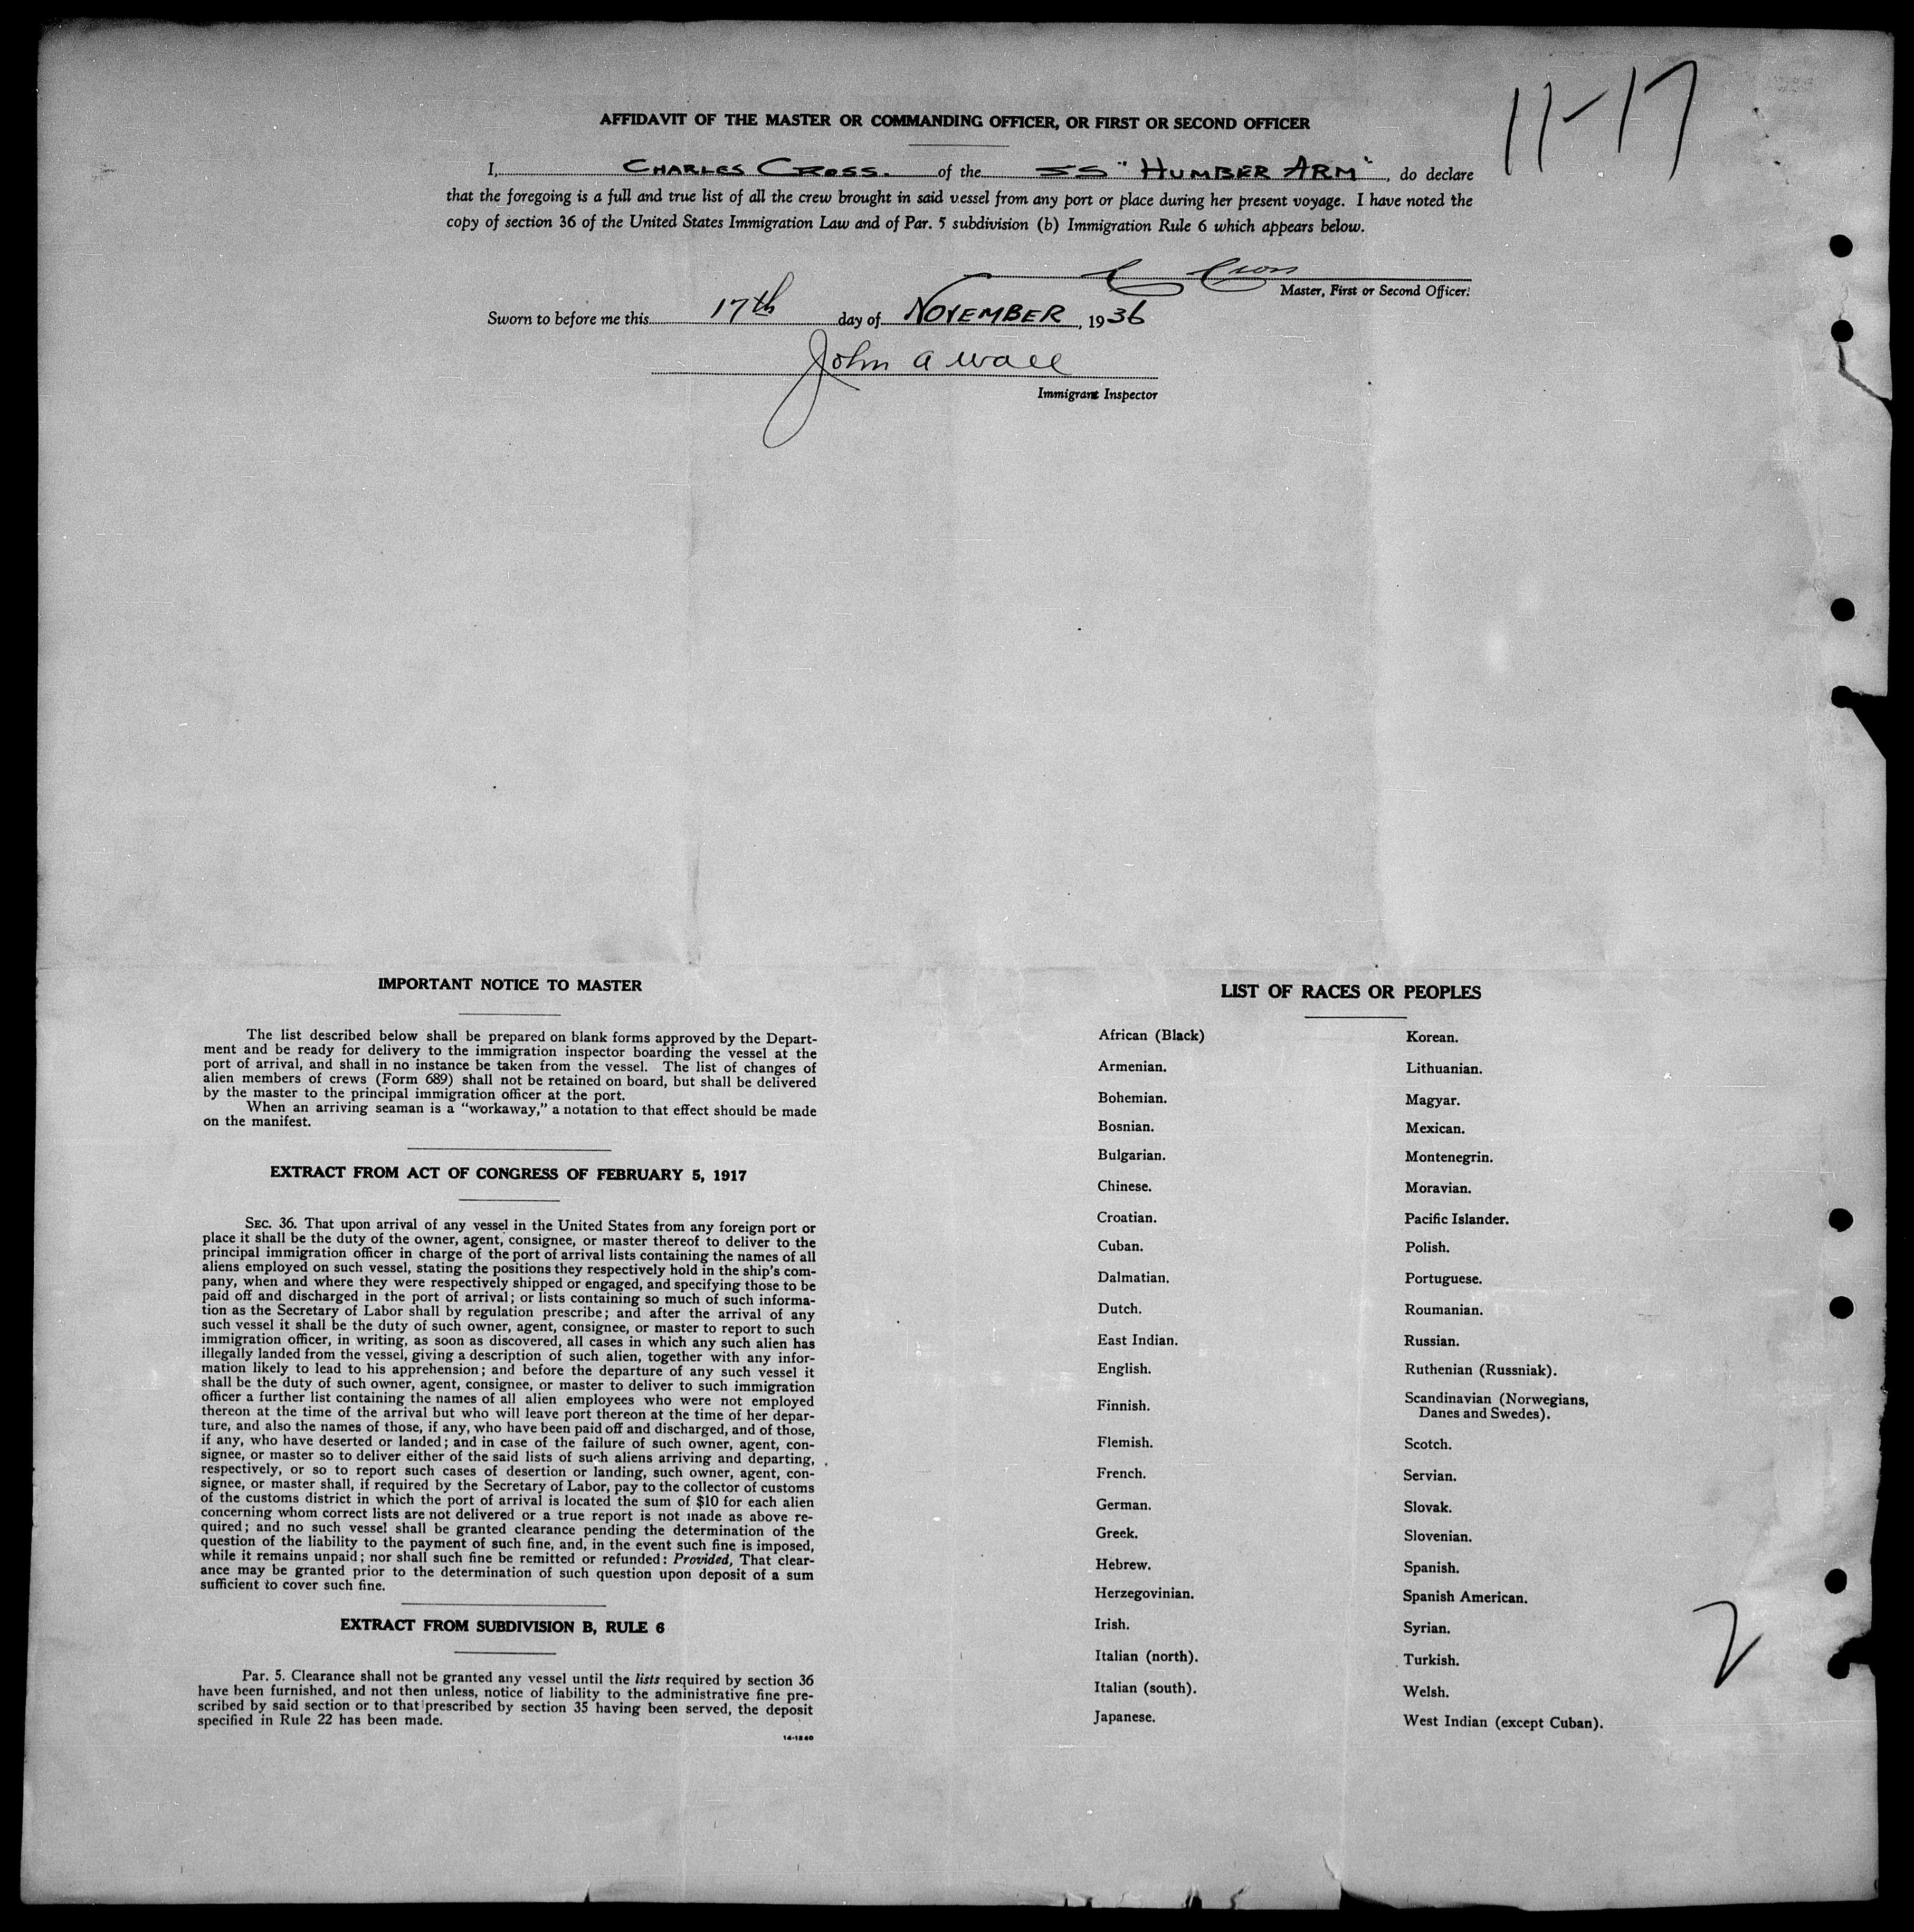 11-17
AFFIDAVIT OF THE MASTER OR COMMANDING OFFICER, OR FIRST OR SECOND OFFICER
I, CHARLES CROSS. of the SS "HUMBER ARM", do declare
that the foregoing is a full and true list of all the crew brought in said vessel from any port or place during her present voyage. I have noted the
copy of section 36 of the United States Immigration Law and of Par. 5 subdivision (b) Immigration Rule 6 which appears below.
C Cross
Master, First or Second Officer.
Sworn to before me this 17th day of NOVEMBER, 1936
John A Wall
Immigrant Inspector
IMPORTANT NOTICE TO MASTER
The list described below shall be prepared on blank forms approved by the Depart-
ment and be ready for delivery to the immigration inspector boarding the vessel at the
port of arrival, and shall in no instance be taken from the vessel. The list of changes of
alien members of crews (Form 689) shall not be retained on board, but shall be delivered
by the master to the principal immigration officer at the port.
When an arriving seaman is a "workaway," a notation to that effect should be made
on the manifest.
EXTRACT FROM ACT OF CONGRESS OF FEBRUARY 5, 1917
SEC. 36. That upon arrival of any vessel in the United States from any foreign port or
place it shall be the duty of the owner, agent, consignee, or master thereof to deliver to the
principal immigration officer in charge of the port of arrival lists containing the names of all
aliens employed on such vessel, stating the positions they respectively hold in the ship's com-
pany, when and where they were respectively shipped or engaged, and specifying those to be
paid off and discharged in the port of arrival; or lists containing so much of such informa-
tion as the Secretary of Labor shall by regulation prescribe; and after the arrival of any
such vessel it shall be the duty of such owner, agent, consignee, or master to report to such
immigration officer, in writing, as soon as discovered, all cases in which any such alien has
illegally landed from the vessel, giving a description of such alien, together with any infor-
mation likely to lead to his apprehension; and before the departure of any such vessel it
shall be the duty of such owner, agent, consignee, or master to deliver to such immigration
officer a further list containing the names of all alien employees who were not employed
thereon at the time of the arrival but who will leave port thereon at the time of her depar-
ture, and also the names of those, if any, who have been paid off and discharged, and of those,
if any, who have deserted or landed; and in case of the failure of such owner, agent, con-
signee, or master so to deliver either of the said lists of such aliens arriving and departing,
respectively, or so to report such cases of desertion or landing, such owner, agent, con-
signee, or master shall, if required by the Secretary of Labor, pay to the collector of customs
of the customs district in which the port of arrival is located the sum of $10 for each alien
concerning whom correct lists are not delivered or a true report is not made as above re-
quired; and no such vessel shall be granted clearance pending the determination of the
question of the liability to the payment of such fine, and, in the event such fine is imposed,
while it remains unpaid; nor shall such fine be remitted or refunded: Provided, That clear-
ance may be granted prior to the determination of such question upon deposit of a sum
sufficient to cover such fine.
EXTRACT FROM SUBDIVISION B, RULE 6
Par. 5. Clearance shall not be granted any vessel until the lists required by section 36
have been furnished, and not then unless, notice of liability to the administrative fine pre-
scribed by said section or to that prescribed by section 35 having been served, the deposit
specified in Rule 22 has been made.
14-1240
LIST OF RACES OR PEOPLES
African (Black)
Armenian.
Bohemian.
Bosnian.
Bulgarian.
Chinese.
Croatian.
Cuban.
Dalmatian.
Dutch.
East Indian.
English.
Finnish.
Flemish.
French.
German.
Greek.
Hebrew.
Herzegovinian.
Irish.
Italian (north).
Italian (south).
Japanese.
Korean.
Lithuanian.
Magyar.
Mexican.
Montenegrin.
Moravian.
Pacific Islander.
Polish.
Portuguese.
Roumanian.
Russian.
Ruthenian (Russniak).
Scandinavian (Norwegians,
Danes and Swedes).
Scotch.
Servian.
Slovak.
Slovenian.
Spanish.
Spanish American.
Syrian.
Turkish.
Welsh.
West Indian (except Cuban).
2